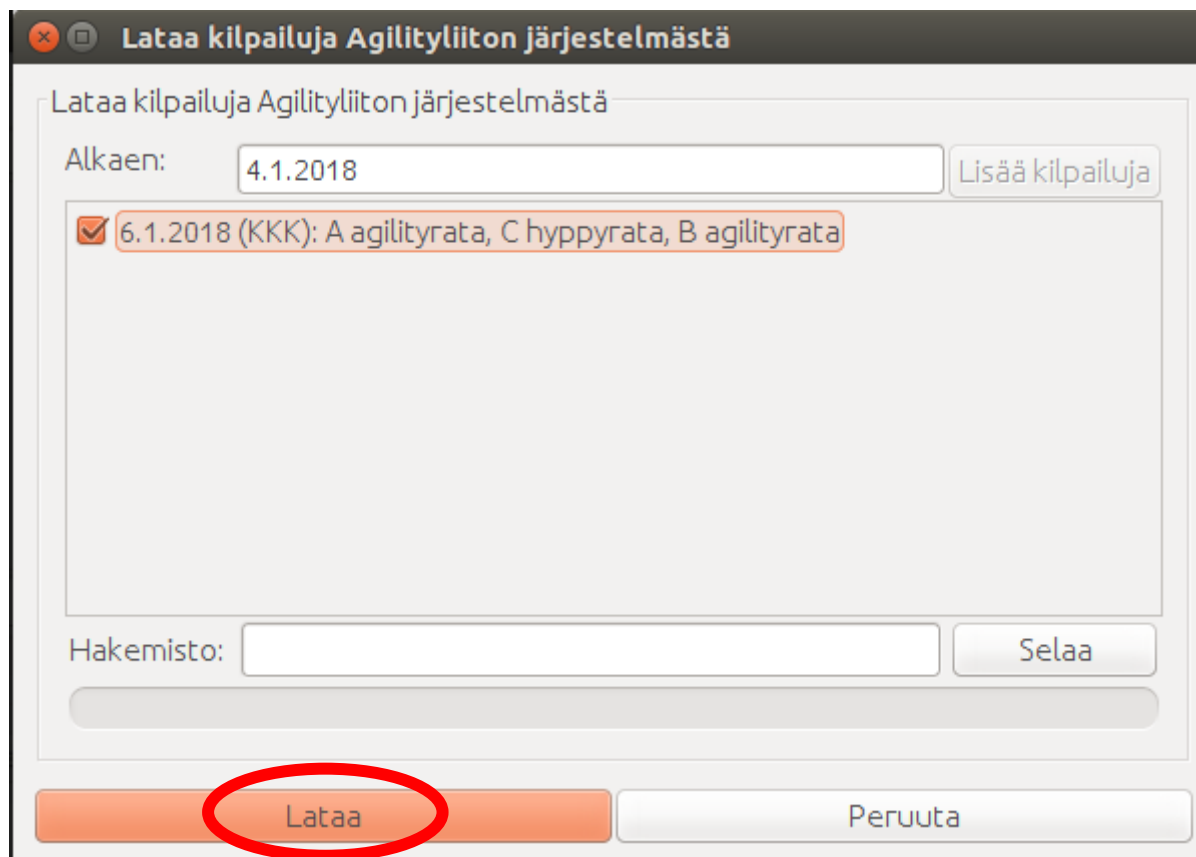 Lataa kilpailuja Agilityliiton järjestelmästä
Lataa kilpailuja Agilityliiton järjestelmästä
Alkaen: 4.1.2018 Lisää kilpailuja
6.1.2018 (KKK): A agilityrata, C hyppyrata, B agilityrata
Hakemisto: Selaa
Lataa Peruuta